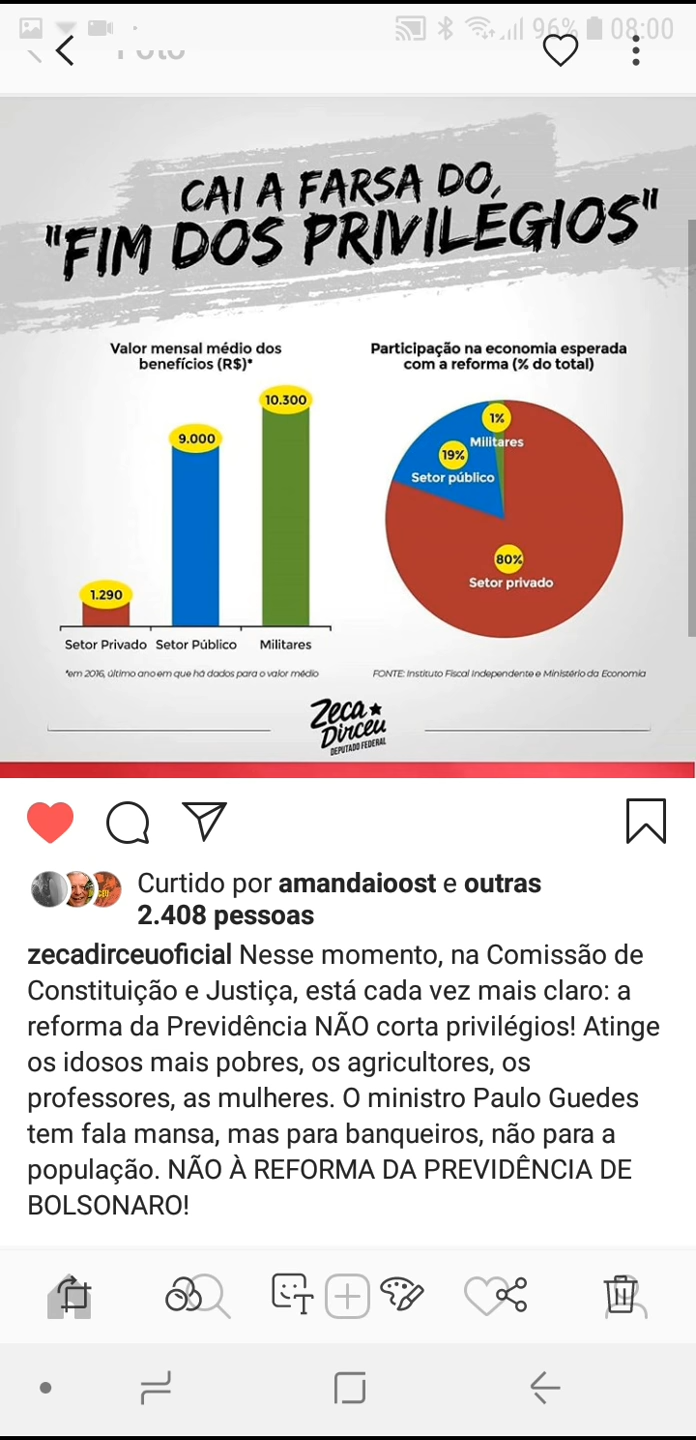 96% 08:00
CAI A FARSA DO,
"FIM DOS PRIVILÉGIOS"
Valor mensal médio dos
benefícios (R$)*
10.300
9.000
1.290
Setor Privado Setor Público Militares
*em 2016, último ano em que há dados para o valor médio
Participação na economia esperada
com a reforma (% do total)
1%
Militares
19%
Setor público
80%
Setor privado
FONTE: Instituto Fiscal Independente e Ministério da Economia
Zeca
Dirceu
DEPUTADO FEDERAL
Curtido por amandaioost e outras
2.408 pessoas
zecadirceuoficial Nesse momento, na Comissão de
Constituição e Justiça, está cada vez mais claro: a
reforma da Previdência NÃO corta privilégios! Atinge
os idosos mais pobres, os agricultores, os
professores, as mulheres. O ministro Paulo Guedes
tem fala mansa, mas para banqueiros, não para a
população. NÃO À REFORMA DA PREVIDÊNCIA DE
BOLSONARO!